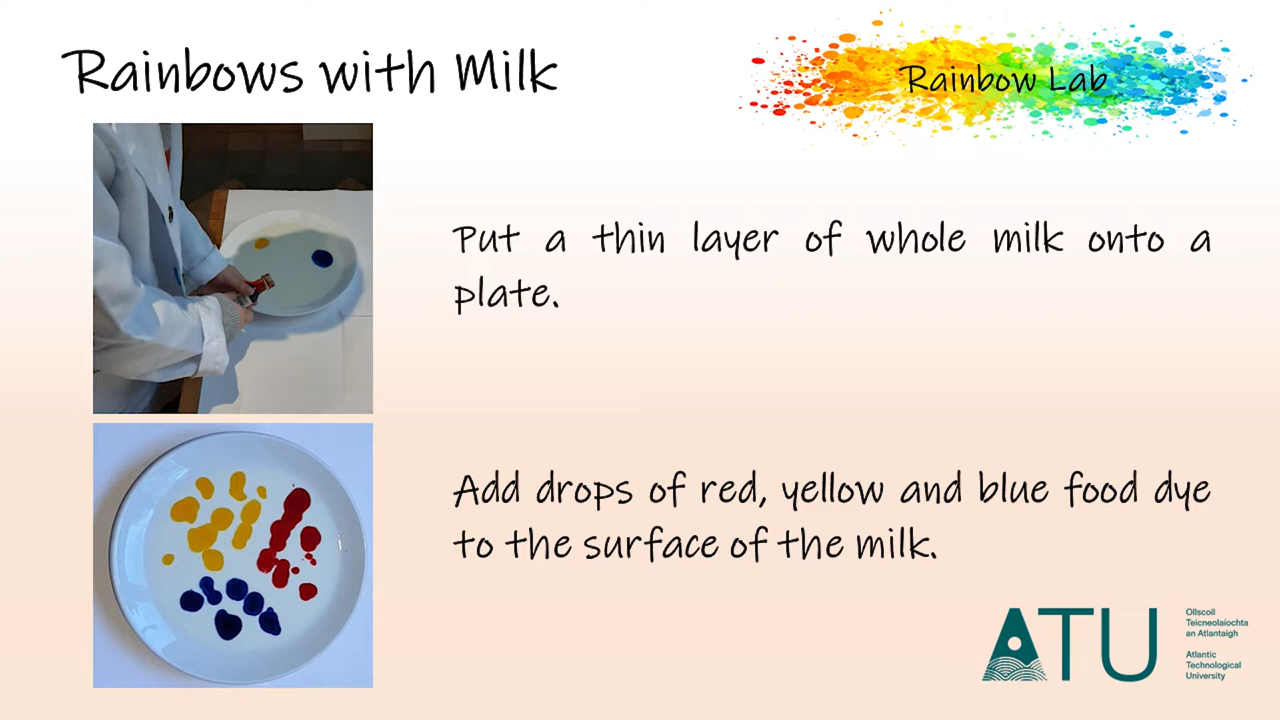 Rainbows with Milk
Rainbow Lab
Put a thin layer of whole milk onto a
plate.
Add drops of red, yellow and blue food dye
to the surface of the milk.
ATU
Ollscoil
Teicneolaíochta
an Atlantaigh
Atlantic
Technological
University